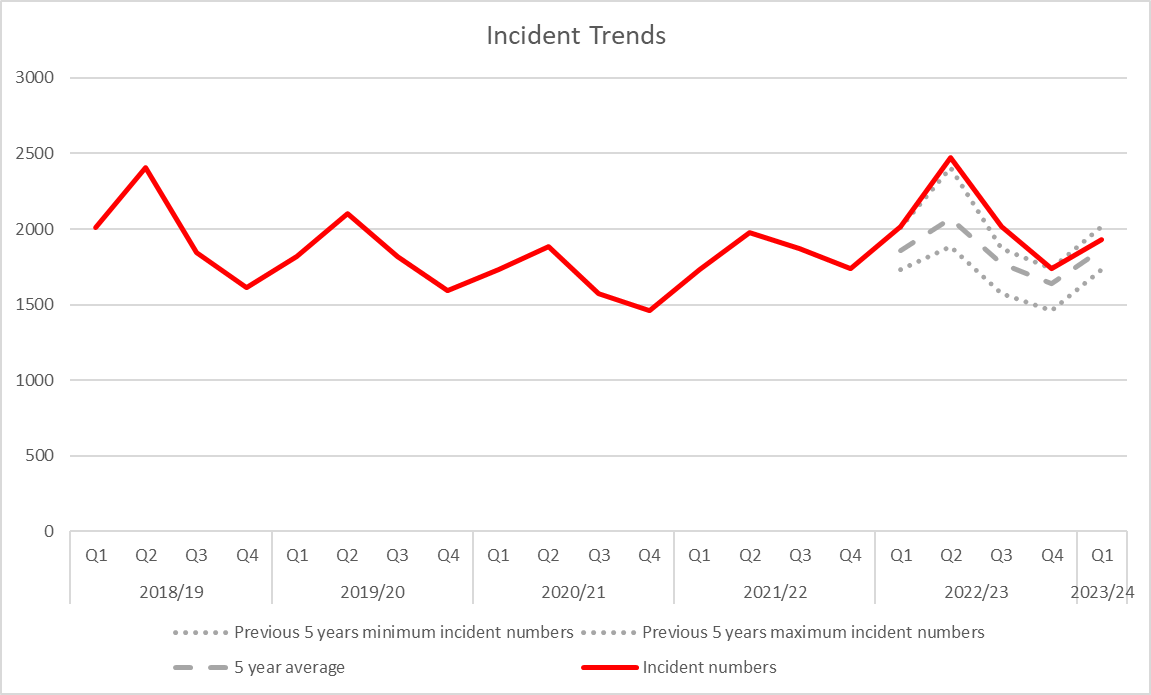 Incident Trends
3000
2500
2000
1500
1000
500
0
Q1 Q2 Q3 Q4 Q1 Q2 Q3 Q4 Q1 Q2 Q3 Q4 Q1 Q2 Q3 Q4 Q1 Q2 Q3 Q4 Q1
2018/19 2019/20 2020/21 2021/22 2022/23 2023/24
Previous 5 years minimum incident numbers Previous 5 years maximum incident numbers
5 year average Incident numbers